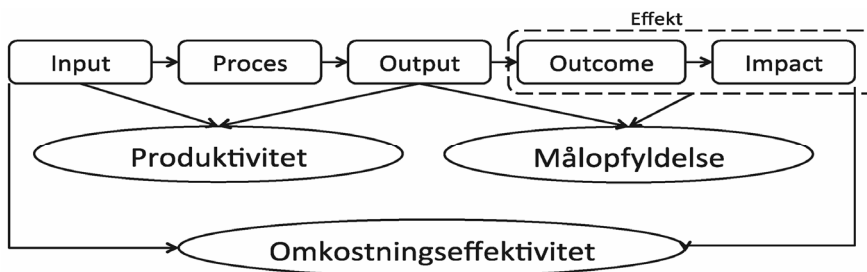 Effekt
Input
Proces
Output
Outcome
Impact
Produktivitet
Målopfyldelse
Omkostningseffektivitet